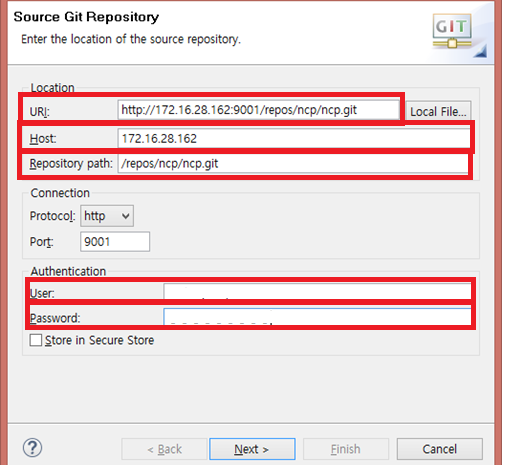 Source Git Repository
Enter the location of the source repository.
GIT
Location
URI: http://172.16.28.162:9001/repos/ncp/ncp.git Local File...
Host: 172.16.28.162
Repository path: /repos/ncp/ncp.git
Connection
Protocol: http
Port: 9001
Authentication
User:
Password:
Store in Secure Store
? < Back Next > Finish Cancel